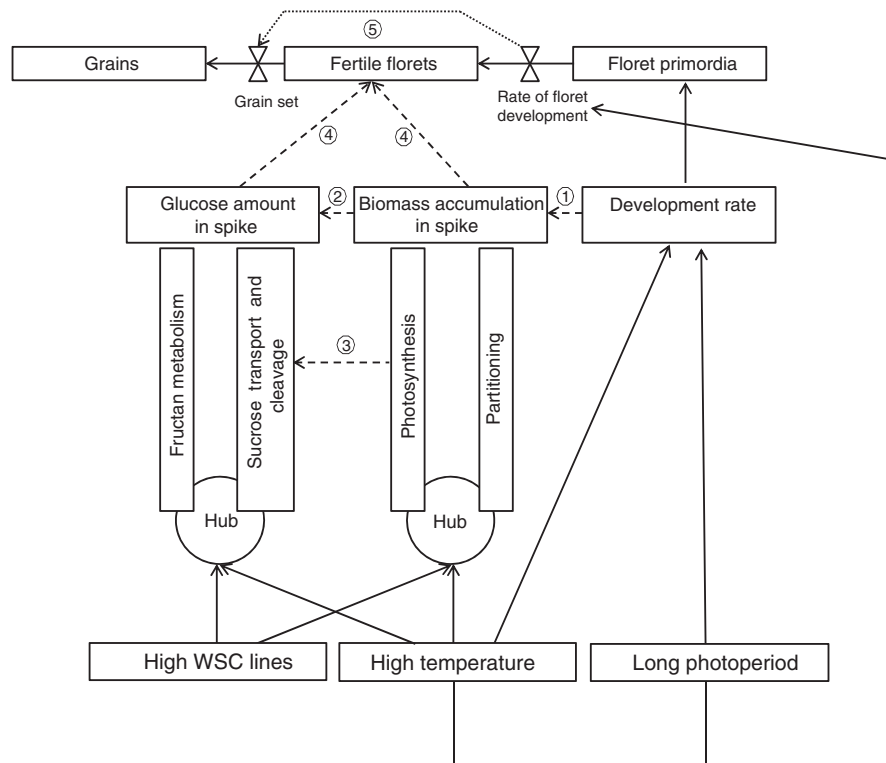 ⑤
Grains
Fertile florets
Floret primordia
Grain set
Rate of floret
development
④
④
Glucose amount
in spike
②
Biomass accumulation
in spike
①
Development rate
Fructan metabolism
Sucrose transport and
cleavage
③
Photosynthesis
Partitioning
Hub
Hub
High WSC lines
High temperature
Long photoperiod